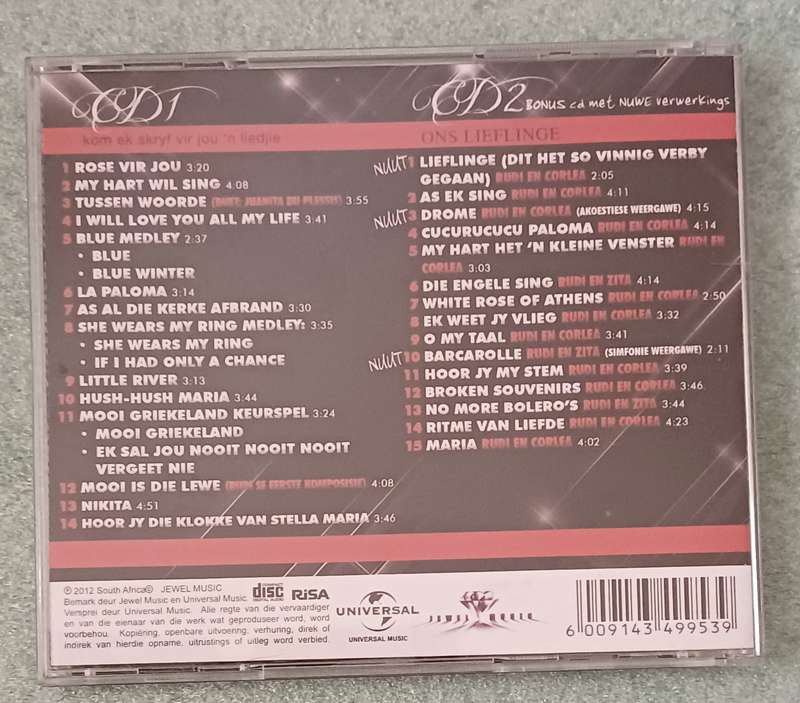 CD 1
kom ek skryf vir jou 'n liedjie
1 ROSE VIR JOU 3:20
2 MY HART WIL SING 4:08
3 TUSSEN WOORDE (DUET: JUANITA DU PLESSIS) 3:55
4 I WILL LOVE YOU ALL MY LIFE 3:41
5 BLUE MEDLEY 2:37
• BLUE
• BLUE WINTER
6 LA PALOMA 3:14
7 AS AL DIE KERKE AFBRAND 3:30
8 SHE WEARS MY RING MEDLEY: 3:35
• SHE WEARS MY RING
• IF I HAD ONLY A CHANCE
9 LITTLE RIVER 3:13
10 HUSH-HUSH MARIA 3:44
11 MOOI GRIEKELAND KEURSPEL 3:24
• MOOI GRIEKELAND
• EK SAL JOU NOOIT NOOIT NOOIT
VERGEET NIE
12 MOOI IS DIE LEWE (RUDI SE EERSTE KOMPOSISIE) 4:08
13 NIKITA 4:51
14 HOOR JY DIE KLOKKE VAN STELLA MARIA 3:46
CD 2 BONUS cd met NUWE verwerkings
ONS LIEFLINGE
NUUT 1 LIEFLINGE (DIT HET SO VINNIG VERBY
GEGAAN) RUDI EN CORLEA 2:05
2 AS EK SING RUDI EN CORLEA 4:11
NUUT 3 DROME RUDI EN CORLEA (AKOESTIESE WEERGAWE) 4:15
4 CUCURUCUCU PALOMA RUDI EN CORLEA 4:14
5 MY HART HET 'N KLEINE VENSTER RUDI EN
CORLEA 3:03
6 DIE ENGELE SING RUDI EN ZITA 4:14
7 WHITE ROSE OF ATHENS RUDI EN CORLEA 2:50
8 EK WEET JY VLIEG RUDI EN CORLEA 3:32
9 O MY TAAL RUDI EN CORLEA 3:41
NUUT 10 BARCAROLLE RUDI EN ZITA (SIMFONIE WEERGAWE) 2:11
11 HOOR JY MY STEM RUDI EN CORLEA 3:39
12 BROKEN SOUVENIRS RUDI EN CORLEA 3:46
13 NO MORE BOLERO'S RUDI EN ZITA 3:44
14 RITME VAN LIEFDE RUDI EN CORLEA 4:23
15 MARIA RUDI EN CORLEA 4:02
℗ 2012 South Africa© JEWEL MUSIC
Bemark deur Jewel Music en Universal Music.
Versprei deur Universal Music. Alle regte van die vervaardiger
en van die eienaar van die werk wat geproduseer word, word
voorbehou. Kopiëring, openbare uitvoering, verhuring, direk of
indirek van hierdie opname, uitsendings of uitleg word verbied.
COMPACT
disc
DIGITAL AUDIO
RiSA
UNIVERSAL
UNIVERSAL MUSIC
JEWEL MUSIC
6 009143 499539